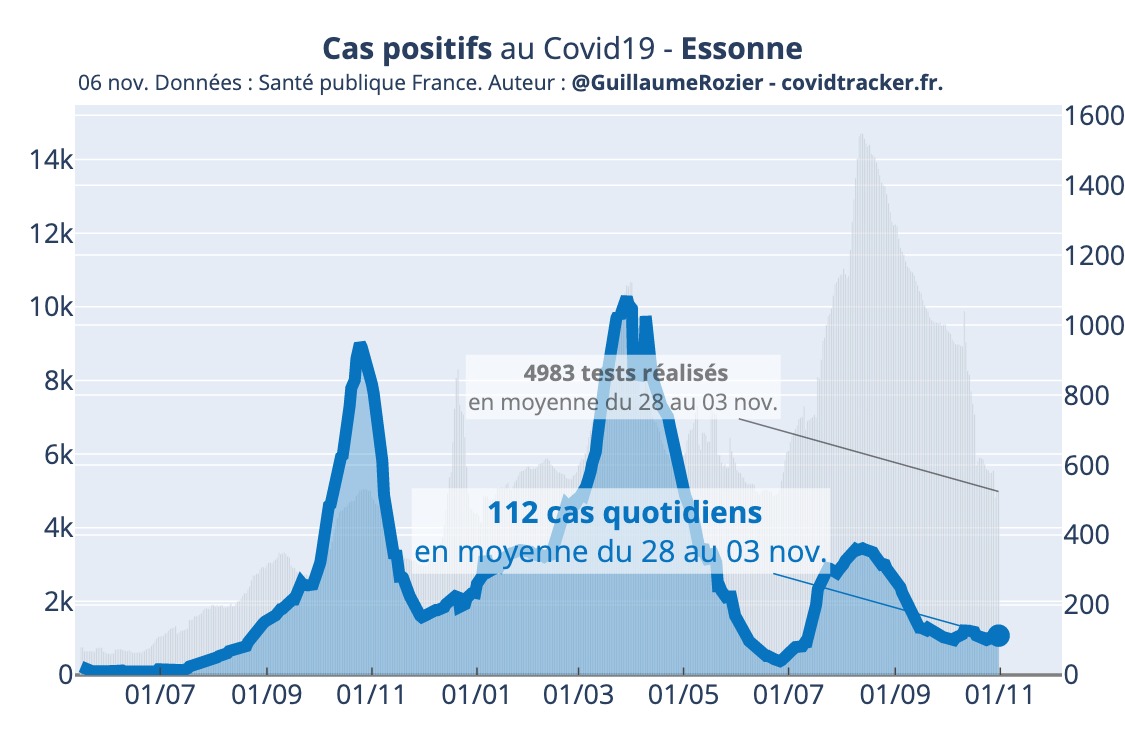 Cas positifs au Covid19 - Essonne
06 nov. Données : Santé publique France. Auteur : @GuillaumeRozier - covidtracker.fr.
1600
14k
1400
12k
1200
10k
1000
8k
4983 tests réalisés
800
en moyenne du 28 au 03 nov.
6k
600
112 cas quotidiens
4k
400
en moyenne du 28 au 03 nov.
2k
200
0
0
01/07 01/09 01/11 01/01 01/03 01/05 01/07 01/09 01/11